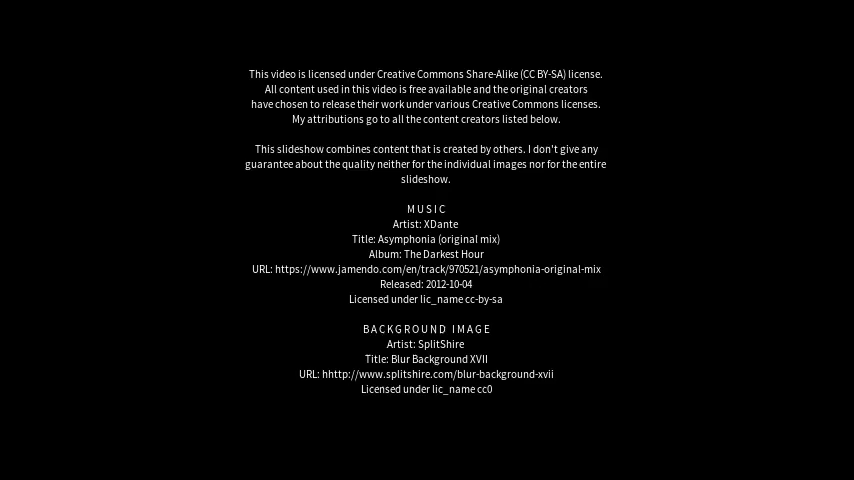 This video is licensed under Creative Commons Share-Alike (CC BY-SA) license.
All content used in this video is free available and the original creators
have chosen to release their work under various Creative Commons licenses.
My attributions go to all the content creators listed below.
This slideshow combines content that is created by others. I don't give any
guarantee about the quality neither for the individual images nor for the entire
slideshow.
MUSIC
Artist: XDante
Title: Asymphonia (original mix)
Album: The Darkest Hour
URL: https://www.jamendo.com/en/track/970521/asymphonia-original-mix
Released: 2012-10-04
Licensed under lic_name cc-by-sa
BACKGROUND IMAGE
Artist: SplitShire
Title: Blur Background XVII
URL: hhttp://www.splitshire.com/blur-background-xvii
Licensed under lic_name cc0